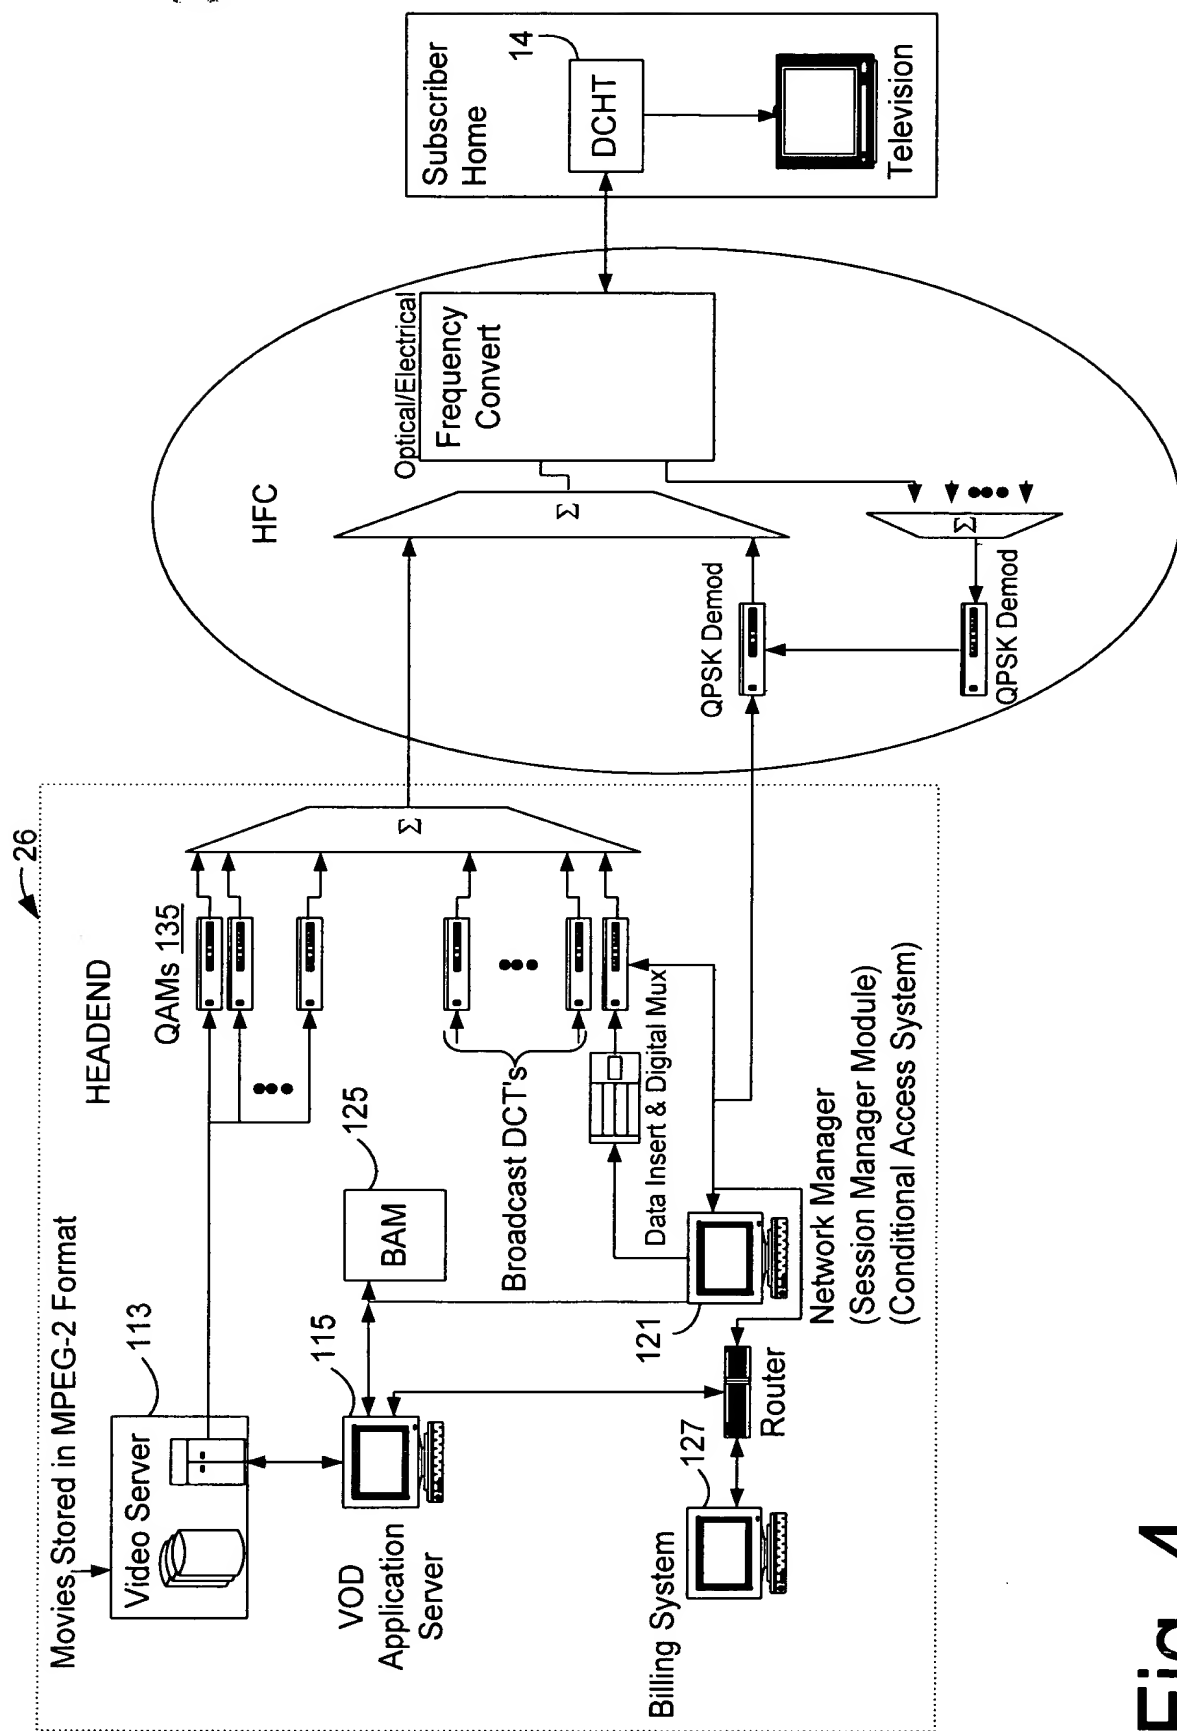 26
HEADEND
Movies Stored in MPEG-2 Format
Video Server
113
QAMs 135
VOD
Application
Server
115
BAM
125
Broadcast DCT's
Data Insert & Digital Mux
Σ
Billing System
127
Router
121
Network Manager
(Session Manager Module)
(Conditional Access System)
HFC
Σ
Optical/Electrical
Frequency
Convert
QPSK Demod
Σ
QPSK Demod
Subscriber
Home
14
DCHT
Television
Fig. 4